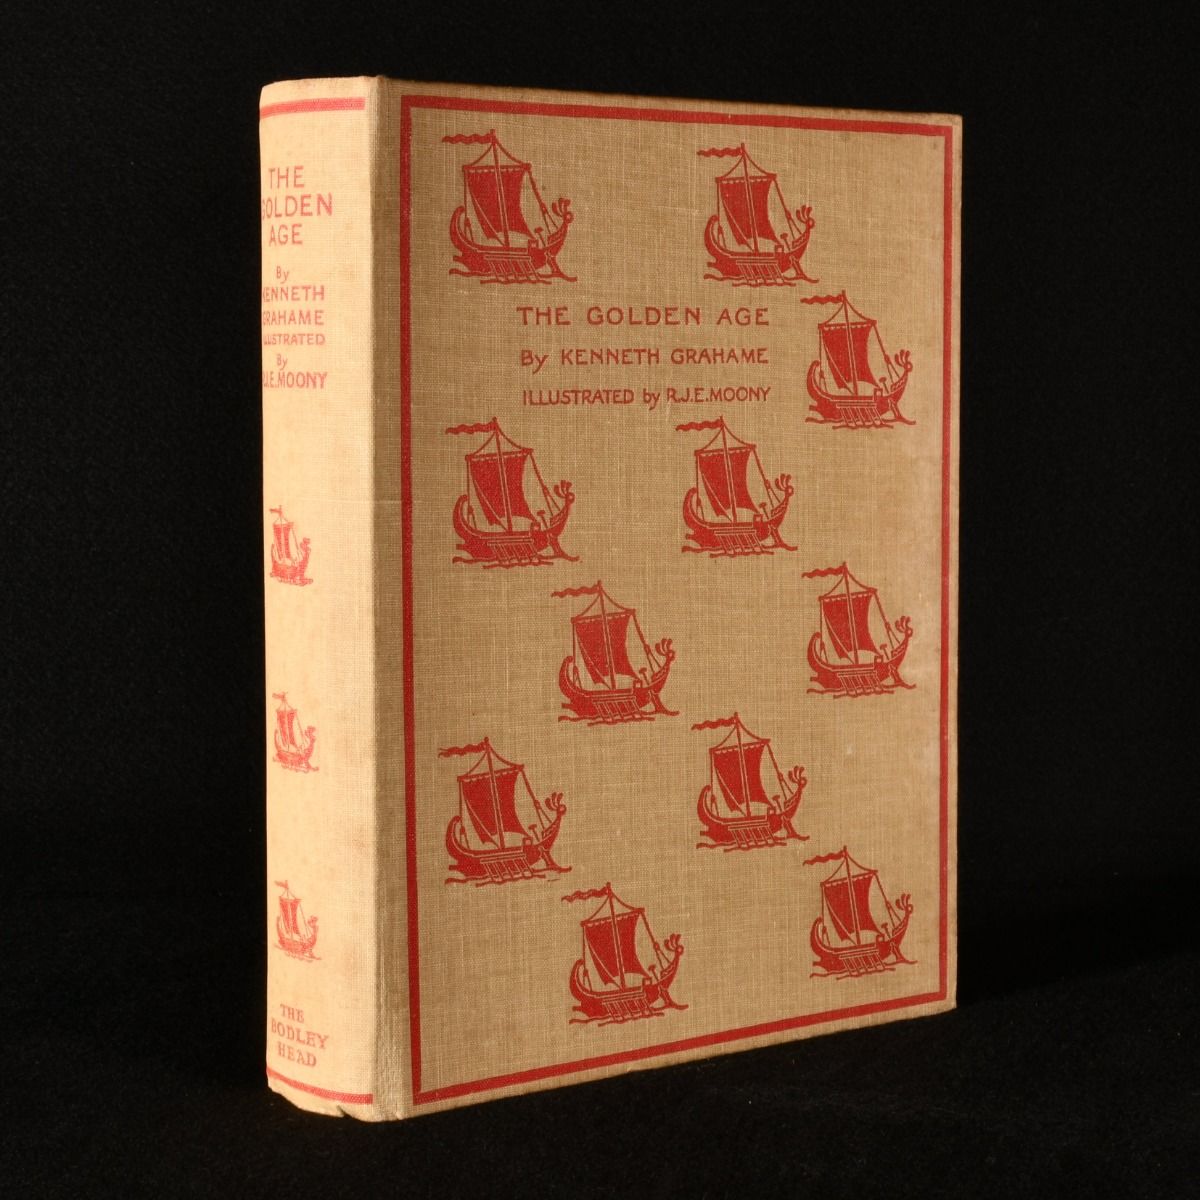 THE
GOLDEN
AGE
By
KENNETH
GRAHAME
ILLUSTRATED
By
R.J.E.MOONY
THE
BODLEY
HEAD
THE GOLDEN AGE
By KENNETH GRAHAME
ILLUSTRATED by R.J.E.MOONY